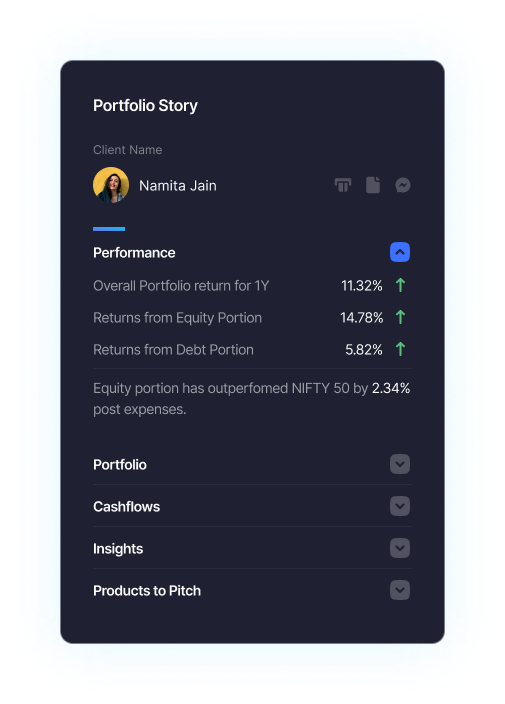 Portfolio Story
Client Name
Namita Jain
Performance
Overall Portfolio return for 1Y 11.32%
Returns from Equity Portion 14.78%
Returns from Debt Portion 5.82%
Equity portion has outperfomed NIFTY 50 by 2.34%
post expenses.
Portfolio
Cashflows
Insights
Products to Pitch